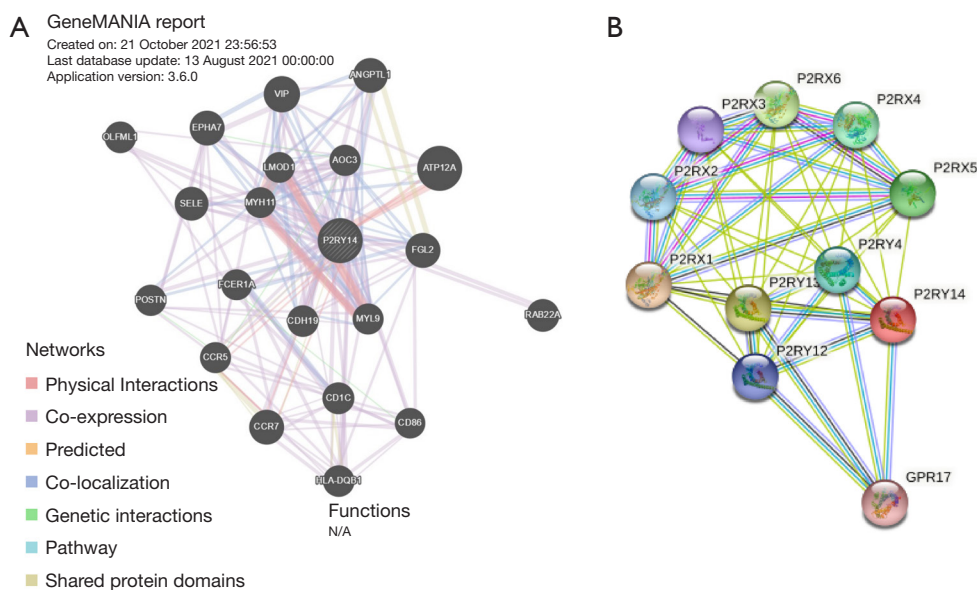 A
GeneMANIA report
Created on: 21 October 2021 23:56:53
Last database update: 13 August 2021 00:00:00
Application version: 3.6.0
ANGPTL1
VIP
EPHA7
OLFML1
LMOD1
AOC3
ATP12A
SELE
MYH11
P2RY14
FGL2
FCER1A
POSTN
CDH19
MYL9
RAB22A
CCR5
CD1C
CCR7
CD86
HLA-DQB1
Networks
Physical Interactions
Co-expression
Predicted
Co-localization
Genetic interactions
Pathway
Shared protein domains
Functions
N/A
B
P2RX6
P2RX3
P2RX4
P2RX2
P2RX5
P2RX1
P2RY4
P2RY13
P2RY14
P2RY12
GPR17